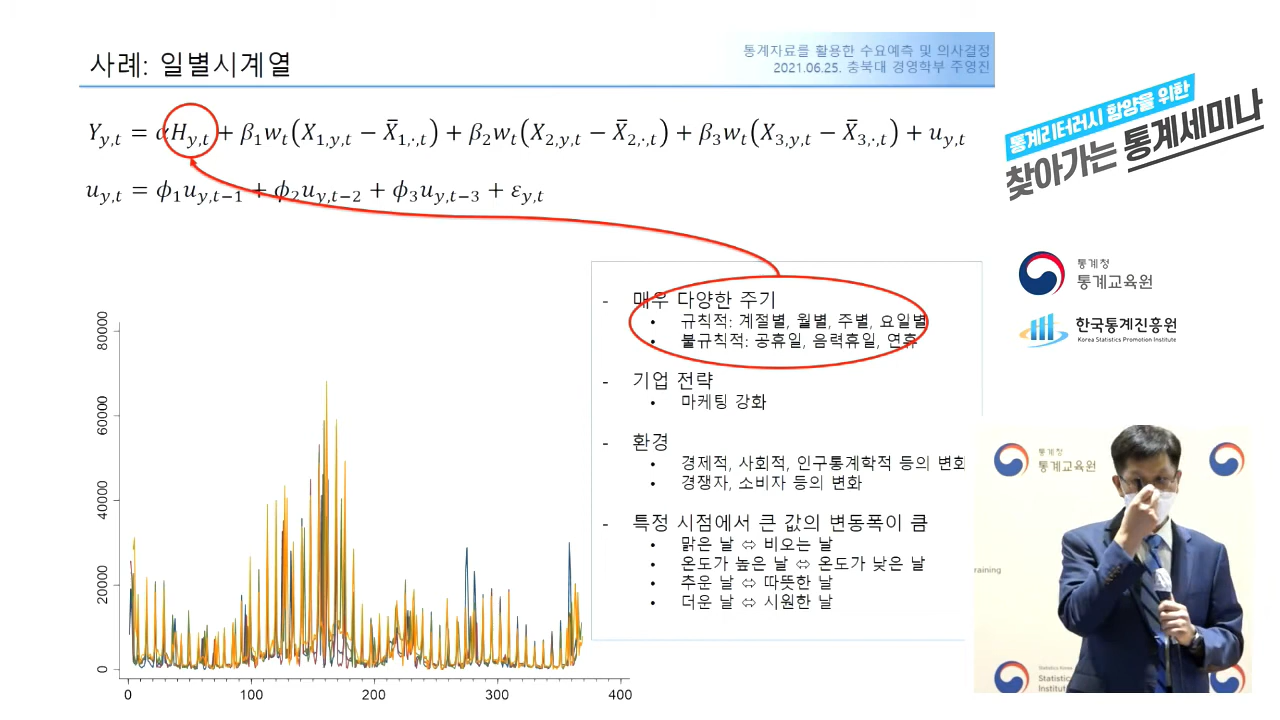 사례: 일별시계열
통계자료를 활용한 수요예측 및 의사결정
2021.06.25. 충북대 경영학부 주영진
통계리터러시 함양을 위한
찾아가는 통계세미나
Y_{y,t} = αH_{y,t} + β₁w_t(X_{1,y,t} − X̄_{1,·,t}) + β₂w_t(X_{2,y,t} − X̄_{2,·,t}) + β₃w_t(X_{3,y,t} − X̄_{3,·,t}) + u_{y,t}
u_{y,t} = ϕ₁u_{y,t−1} + ϕ₂u_{y,t−2} + ϕ₃u_{y,t−3} + ε_{y,t}
통계청
통계교육원
한국통계진흥원
Korea Statistics Promotion Institute
- 매우 다양한 주기
• 규칙적: 계절별, 월별, 주별, 요일별
• 불규칙적: 공휴일, 음력휴일, 연휴
- 기업 전략
• 마케팅 강화
- 환경
• 경제적, 사회적, 인구통계학적 등의 변화
• 경쟁자, 소비자 등의 변화
- 특정 시점에서 큰 값의 변동폭이 큼
• 맑은 날 ⇔ 비오는 날
• 온도가 높은 날 ⇔ 온도가 낮은 날
• 추운 날 ⇔ 따뜻한 날
• 더운 날 ⇔ 시원한 날
80000
60000
40000
20000
0
0 100 200 300 400
통계청
통계교육원
raining
Statistics Korea
Statistic
Institut